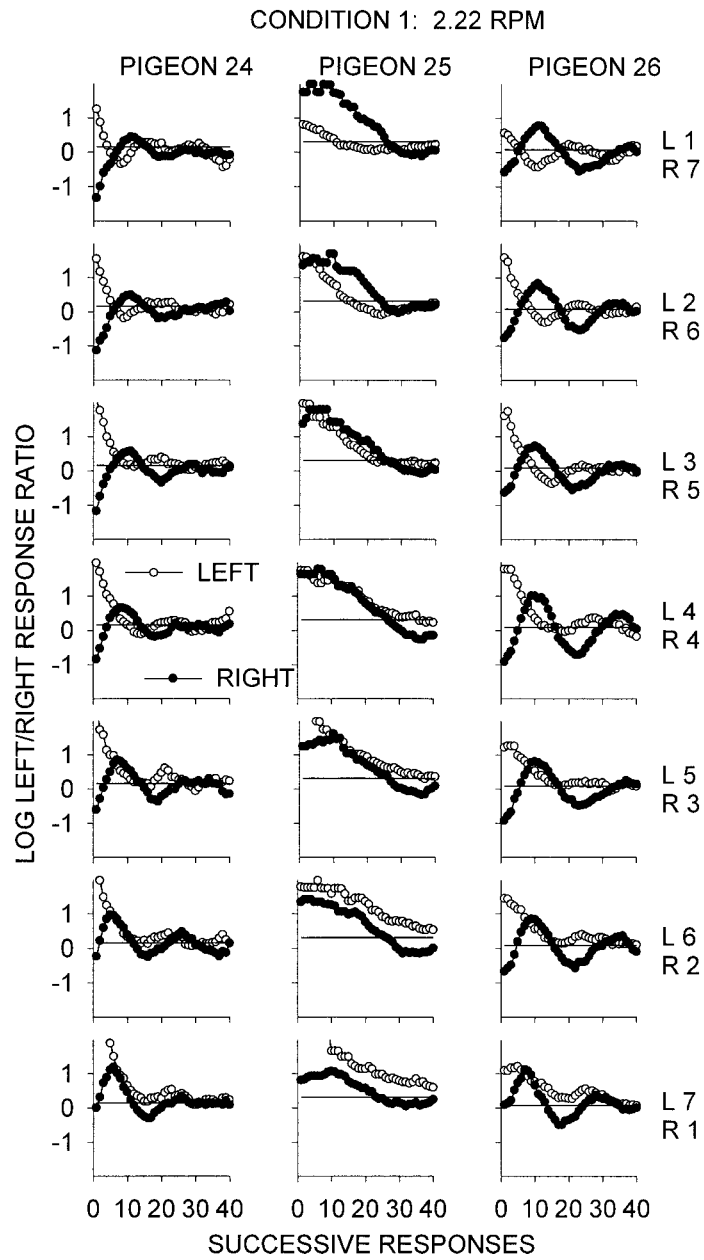 CONDITION 1: 2.22 RPM
PIGEON 24 PIGEON 25 PIGEON 26
1
0
-1
L 1
R 7
1
0
-1
L 2
R 6
1
0
-1
L 3
R 5
LEFT
1
0
-1
L 4
R 4
RIGHT
1
0
-1
L 5
R 3
1
0
-1
L 6
R 2
1
0
-1
L 7
R 1
LOG LEFT/RIGHT RESPONSE RATIO
0 10 20 30 40 0 10 20 30 40 0 10 20 30 40
SUCCESSIVE RESPONSES